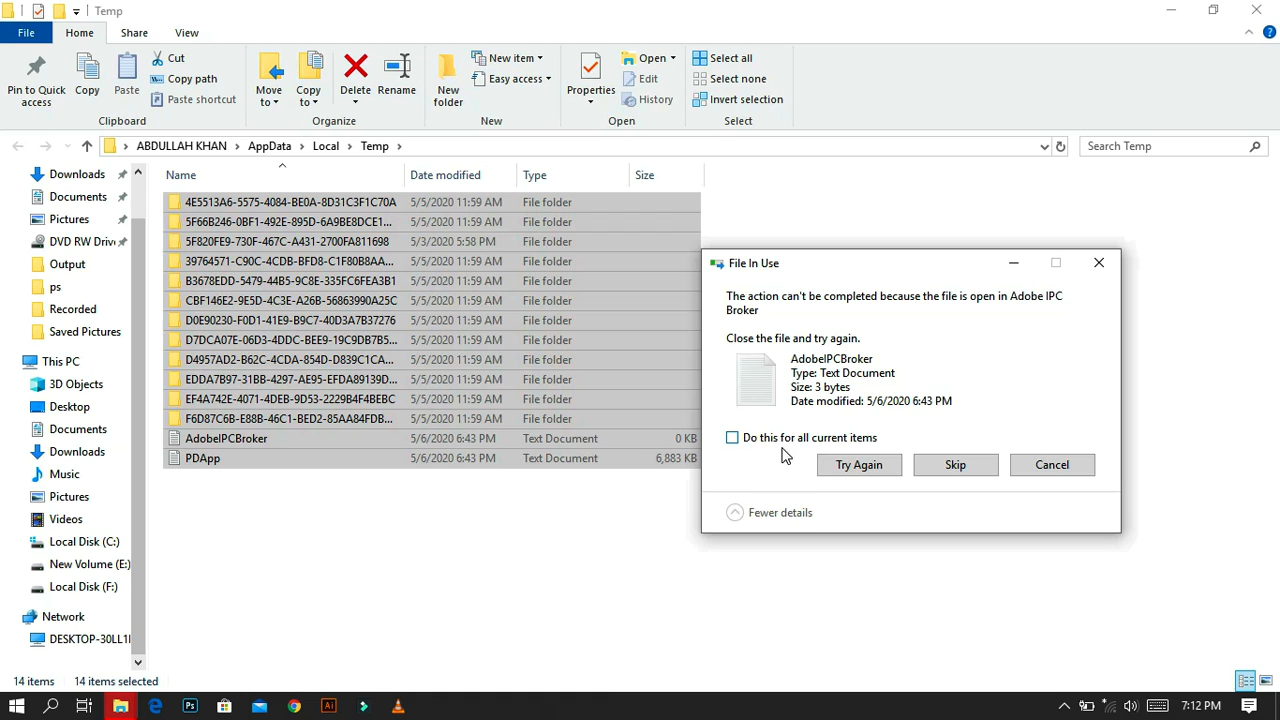 Temp
File Home Share View
Pin to Quick access
Copy
Paste
Cut
Copy path
Paste shortcut
Clipboard
Move to
Copy to
Delete
Rename
Organize
New folder
New item
Easy access
New
Properties
Open
Edit
History
Open
Select all
Select none
Invert selection
Select
ABDULLAH KHAN > AppData > Local > Temp >
Search Temp
Downloads
Documents
Pictures
DVD RW Driv
Output
ps
Recorded
Saved Pictures
This PC
3D Objects
Desktop
Documents
Downloads
Music
Pictures
Videos
Local Disk (C:)
New Volume (E:)
Local Disk (F:)
Network
DESKTOP-30LL1
Name Date modified Type Size
4E5513A6-5575-4084-BE0A-8D31C3F1C70A 5/5/2020 11:59 AM File folder
5F66B246-0BF1-492E-895D-6A9BE8DCE1... 5/5/2020 11:59 AM File folder
5F820FE9-730F-467C-A431-2700FA811698 5/3/2020 5:58 PM File folder
39764571-C90C-4CDB-BFD8-C1F80B8AA... 5/5/2020 11:59 AM File folder
B3678EDD-5479-44B5-9C8E-335FC6FEA3B1 5/5/2020 11:59 AM File folder
CBF146E2-9E5D-4C3E-A26B-56863990A25C 5/5/2020 11:59 AM File folder
D0E90230-F0D1-41E9-B9C7-40D3A7B37276 5/5/2020 11:59 AM File folder
D7DCA07E-06D3-4DDC-BEE9-19C9DB7B5... 5/5/2020 11:59 AM File folder
D4957AD2-B62C-4CDA-854D-D839C1CA... 5/5/2020 11:59 AM File folder
EDDA7B97-31BB-4297-AE95-EFDA89139D... 5/5/2020 11:59 AM File folder
EF4A742E-4071-4DEB-9D53-2229B4F4BEBC 5/5/2020 11:59 AM File folder
F6D87C6B-E88B-46C1-BED2-85AA84FDB... 5/5/2020 11:59 AM File folder
AdobeIPCBroker 5/6/2020 6:43 PM Text Document 0 KB
PDApp 5/6/2020 6:43 PM Text Document 6,883 KB
File In Use
The action can't be completed because the file is open in Adobe IPC
Broker
Close the file and try again.
AdobeIPCBroker
Type: Text Document
Size: 3 bytes
Date modified: 5/6/2020 6:43 PM
Do this for all current items
Try Again Skip Cancel
Fewer details
14 items 14 items selected
Ps
Ai
7:12 PM